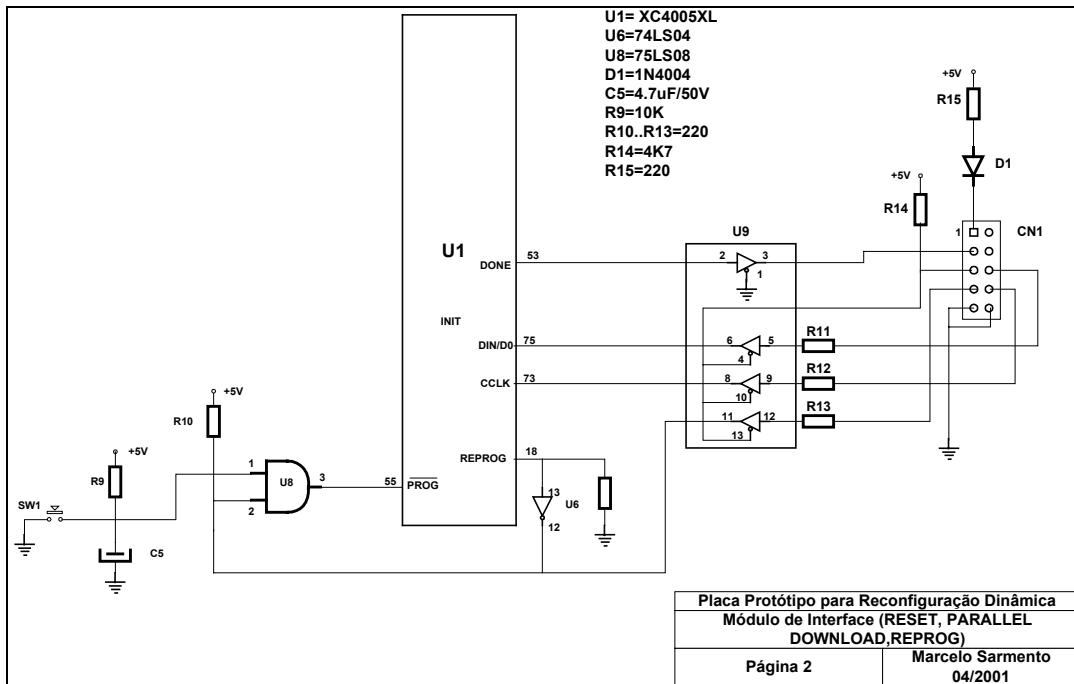 U1= XC4005XL
U6=74LS04
U8=75LS08
D1=1N4004
C5=4.7uF/50V
R9=10K
R10..R13=220
R14=4K7
R15=220
+5V
R15
D1
+5V
R14
1
CN1
U9
U1
DONE
53
2
3
1
INIT
DIN/D0
75
6
5
4
R11
CCLK
73
8
9
10
R12
11
12
13
R13
REPROG
18
+5V
R10
+5V
R9
1
2
U8
3
55
PROG
13
12
U6
SW1
C5
Placa Protótipo para Reconfiguração Dinâmica
Módulo de Interface (RESET, PARALLEL
DOWNLOAD,REPROG)
Página 2
Marcelo Sarmento
04/2001